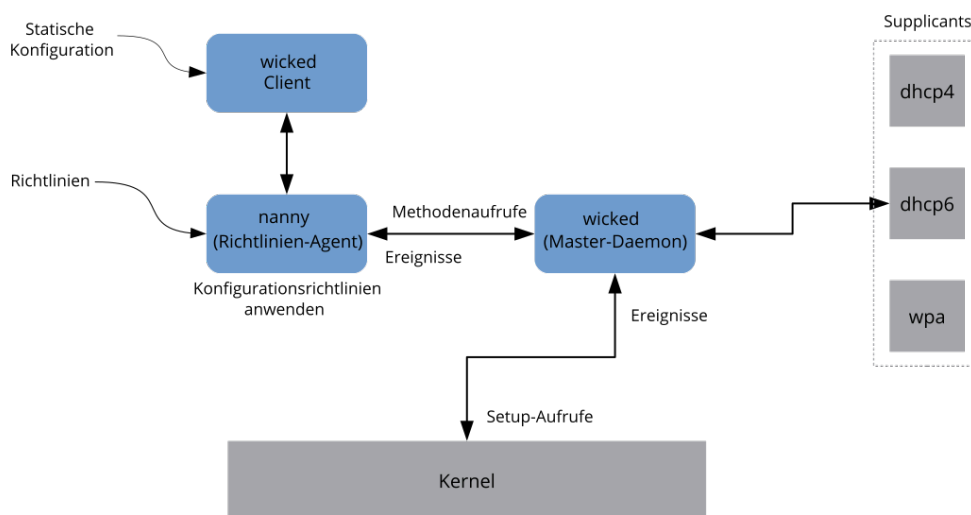 Statische
Konfiguration
wicked
Client
Supplicants
dhcp4
Richtlinien
nanny
(Richtlinien-Agent)
Konfigurationsrichtlinien
anwenden
Methodenaufrufe
Ereignisse
wicked
(Master-Daemon)
dhcp6
wpa
Ereignisse
Setup-Aufrufe
Kernel